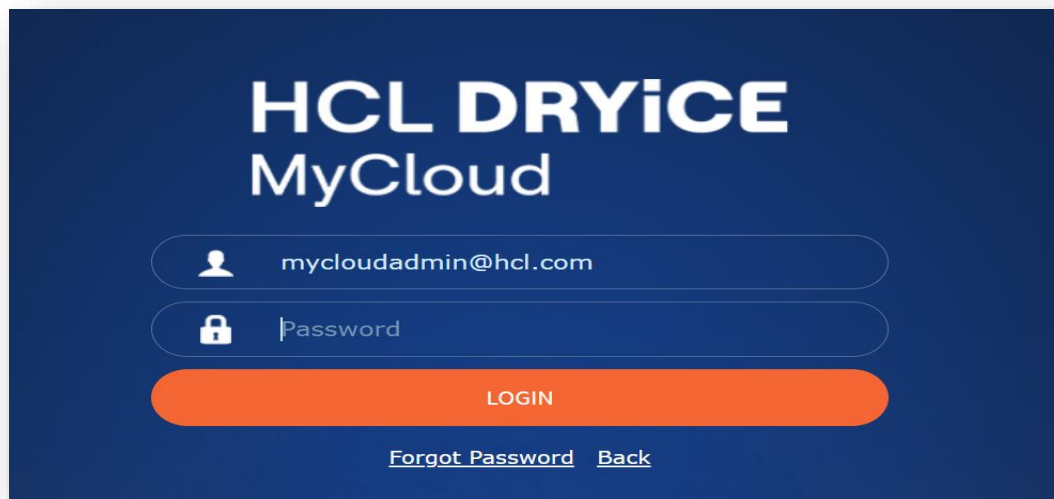 HCL DRYiCE
MyCloud
mycloudadmin@hcl.com
Password
LOGIN
Forgot Password Back